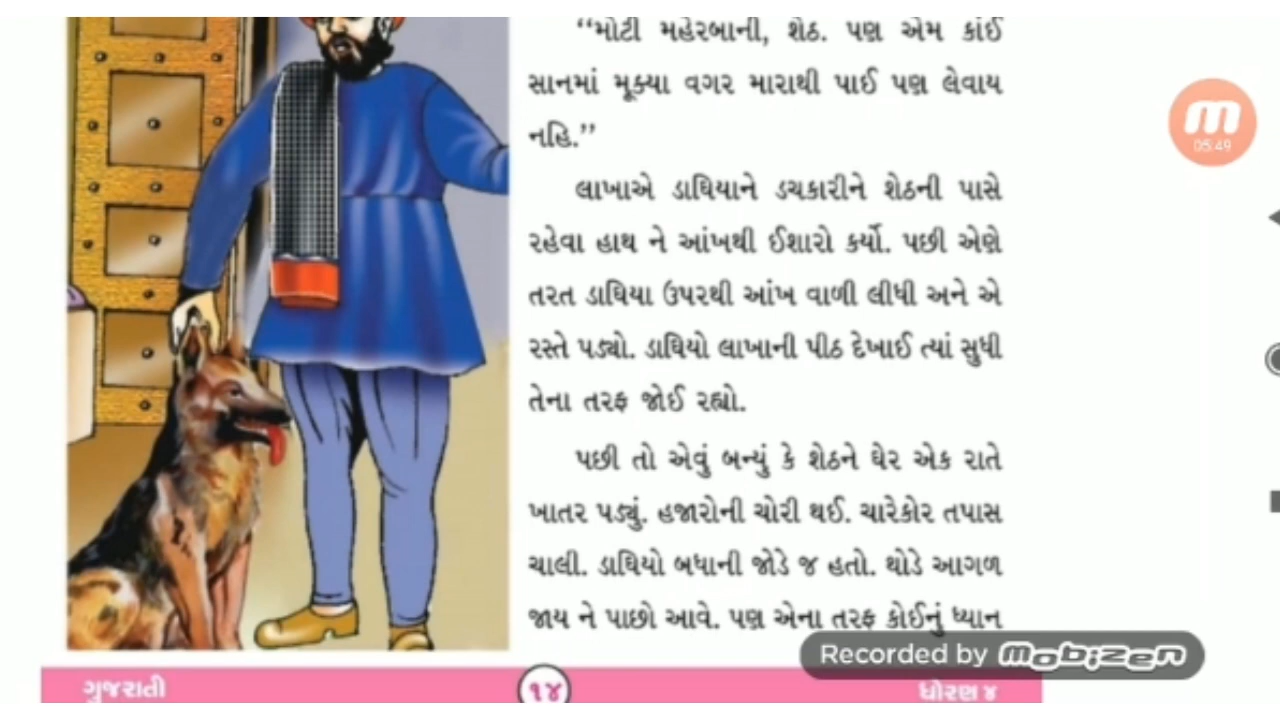 “મોટી મહેરબાની, શેઠ. પણ એમ કાંઈ
સાનમાં મૂક્યા વગર મારાથી પાઈ પણ લેવાય
નહિ.”
લાખાએ ડાઘિયાને ડચકારીને શેઠની પાસે
રહેવા હાથ ને આંખથી ઈશારો કર્યો. પછી એણે
તરત ડાઘિયા ઉપરથી આંખ વાળી લીધી અને એ
રસ્તે પડ્યો. ડાઘિયો લાખાની પીઠ દેખાઈ ત્યાં સુધી
તેના તરફ જોઈ રહ્યો.
પછી તો એવું બન્યું કે શેઠને ઘેર એક રાતે
ખાતર પડ્યું. હજારોની ચોરી થઈ. ચારેકોર તપાસ
ચાલી. ડાઘિયો બધાની જોડે જ હતો. થોડે આગળ
જાય ને પાછો આવે. પણ એના તરફ કોઈનું ધ્યાન
ગુજરાતી
૧૪
ધોરણ ૪
05:49
Recorded by Mobizen